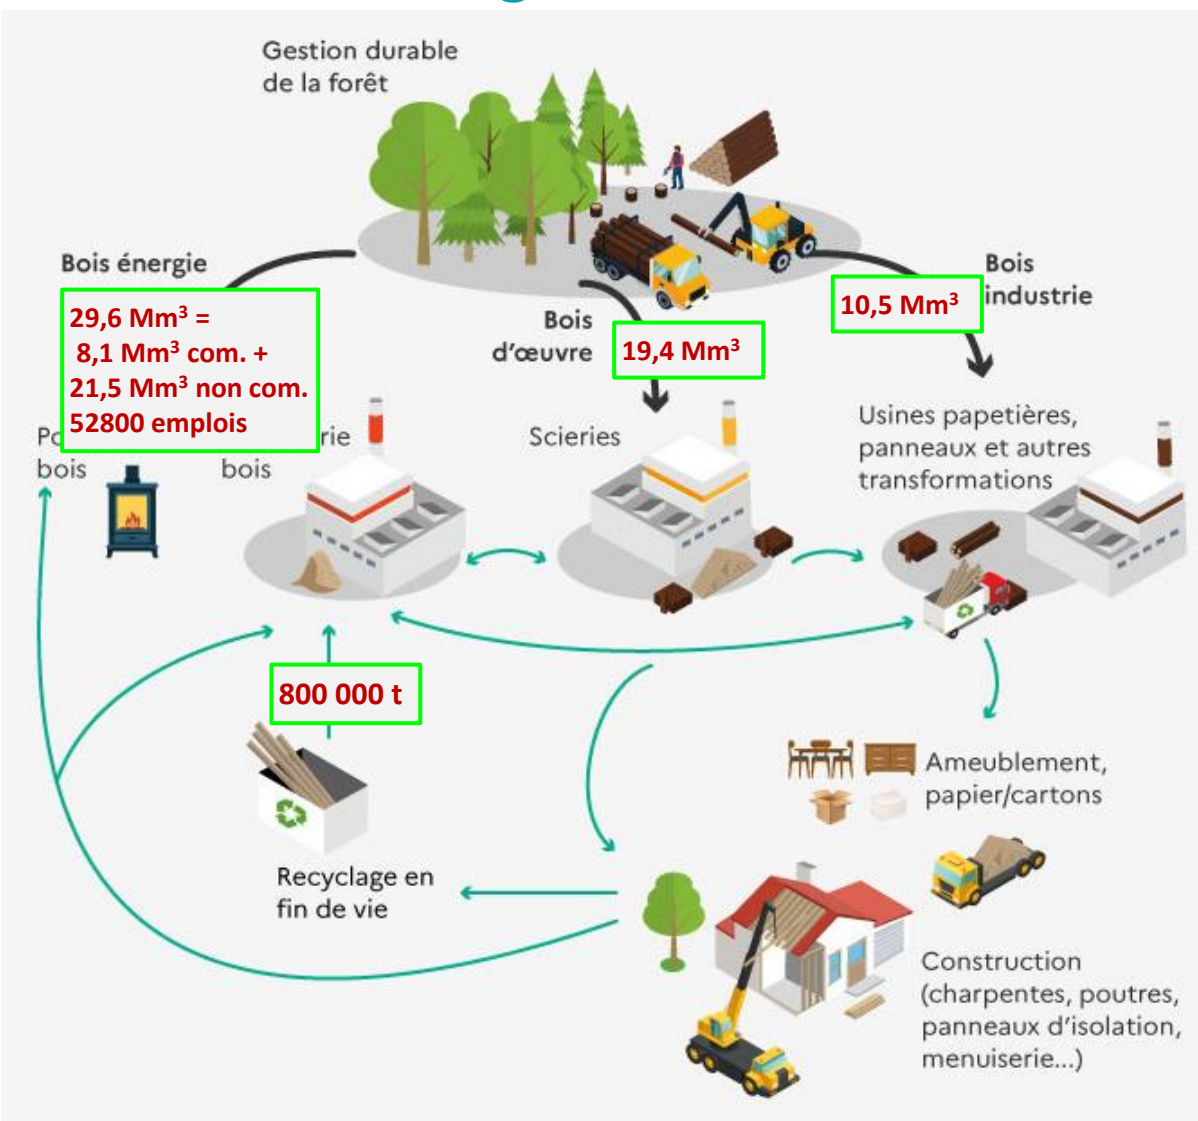 Gestion durable
de la forêt
Bois énergie
29,6 Mm³ =
8,1 Mm³ com. +
21,5 Mm³ non com.
52800 emplois
Bois
d'œuvre
19,4 Mm³
10,5 Mm³
Bois
industrie
bois
bois
Scieries
Usines papetières,
panneaux et autres
transformations
800 000 t
Recyclage en
fin de vie
Ameublement,
papier/cartons
Construction
(charpentes, poutres,
panneaux d'isolation,
menuiserie...)